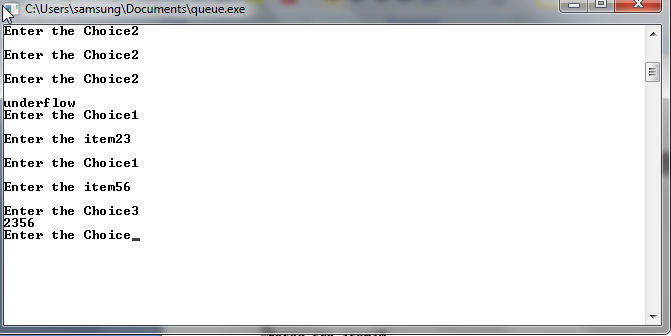 C:\Users\samsung\Documents\queue.exe
Enter the Choice2
Enter the Choice2
Enter the Choice2
underflow
Enter the Choice1
Enter the item23
Enter the Choice1
Enter the item56
Enter the Choice3
2356
Enter the Choice_